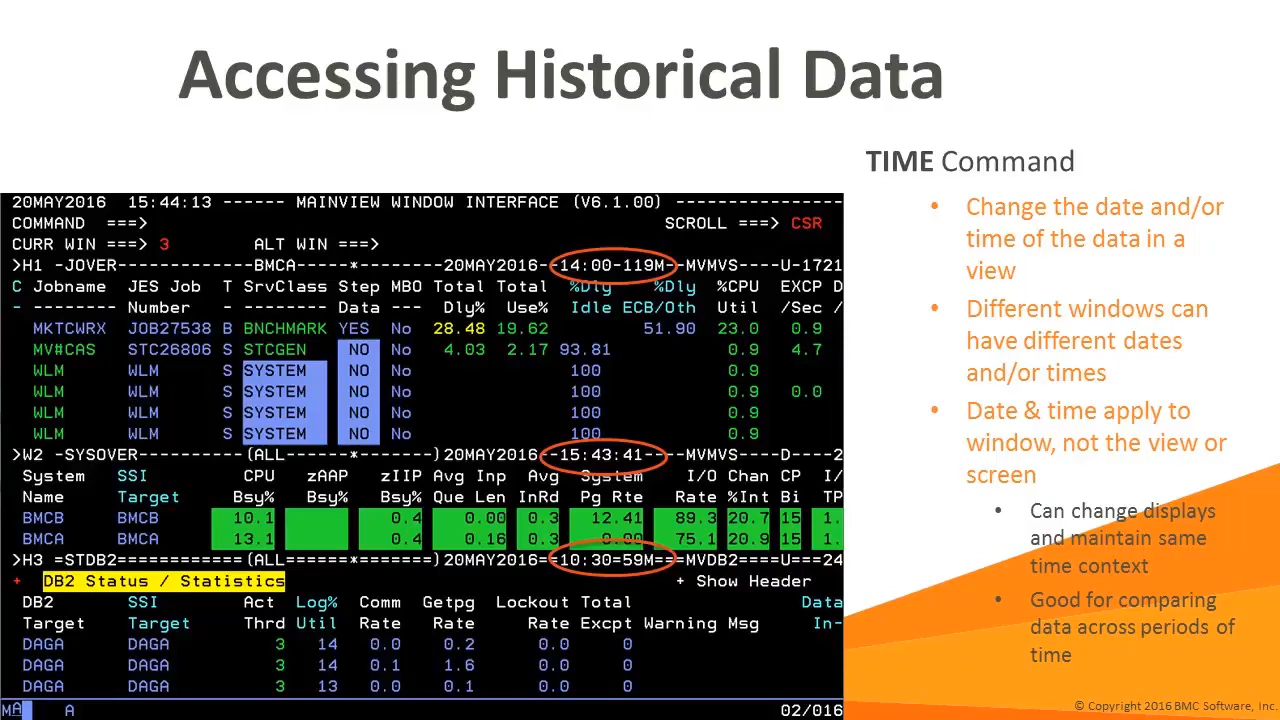 Accessing Historical Data
TIME Command
• Change the date and/or
time of the data in a
view
• Different windows can
have different dates
and/or times
• Date & time apply to
window, not the view or
screen
• Can change displays
and maintain same
time context
• Good for comparing
data across periods of
time
20MAY2016 15:44:13 ------ MAINVIEW WINDOW INTERFACE (V6.1.00) ----------------
COMMAND ===> SCROLL ===> CSR
CURR WIN ===> 3 ALT WIN ===>
>H1 -JOVER-------------BMCA------*--------20MAY2016--14:00-119M--MVMVS----U-1721
C Jobname JES Job T SrvClass Step MBO Total Total %Dly %Dly %CPU EXCP D
- -------- Number - -------- Data --- Dly% Use% Idle ECB/Oth Util /Sec /
MKTCWRX JOB27538 B BNCHMARK YES No 28.48 19.62 51.90 23.0 0.9
MV#CAS STC26806 S STCGEN NO No 4.03 2.17 93.81 0.9 4.7
WLM WLM S SYSTEM NO No 100 0.9
WLM WLM S SYSTEM NO No 100 0.9 0.0
WLM WLM S SYSTEM NO No 100 0.9
WLM WLM S SYSTEM NO No 100 0.9
>W2 -SYSOVER-----------(ALL------*-------)20MAY2016--15:43:41----MVMVS----D---2
System SSI CPU zAAP zIIP Avg Inp Avg System I/O Chan CP I/
Name Target Bsy% Bsy% Bsy% Que Len InRd Pg Rte Rate %Int Bi TP
BMCB BMCB 10.1 0.4 0.00 0.3 12.41 89.3 20.7 15 1.
BMCA BMCA 13.1 0.4 0.16 0.3 0.00 75.1 20.9 15 1.
>H3 =STDB2=============(ALL======*=======)20MAY2016==10:30=59M===MVDB2====U===24
+ DB2 Status / Statistics + Show Header
DB2 SSI Act Log% Comm Getpg Lockout Total Data
Target Target Thrd Util Rate Rate Rate Excpt Warning Msg In-
DAGA DAGA 3 14 0.0 0.2 0.0 0
DAGA DAGA 3 14 0.1 1.6 0.0 0
DAGA DAGA 3 13 0.0 0.1 0.0 0
MA A 02/016
© Copyright 2016 BMC Software, Inc.